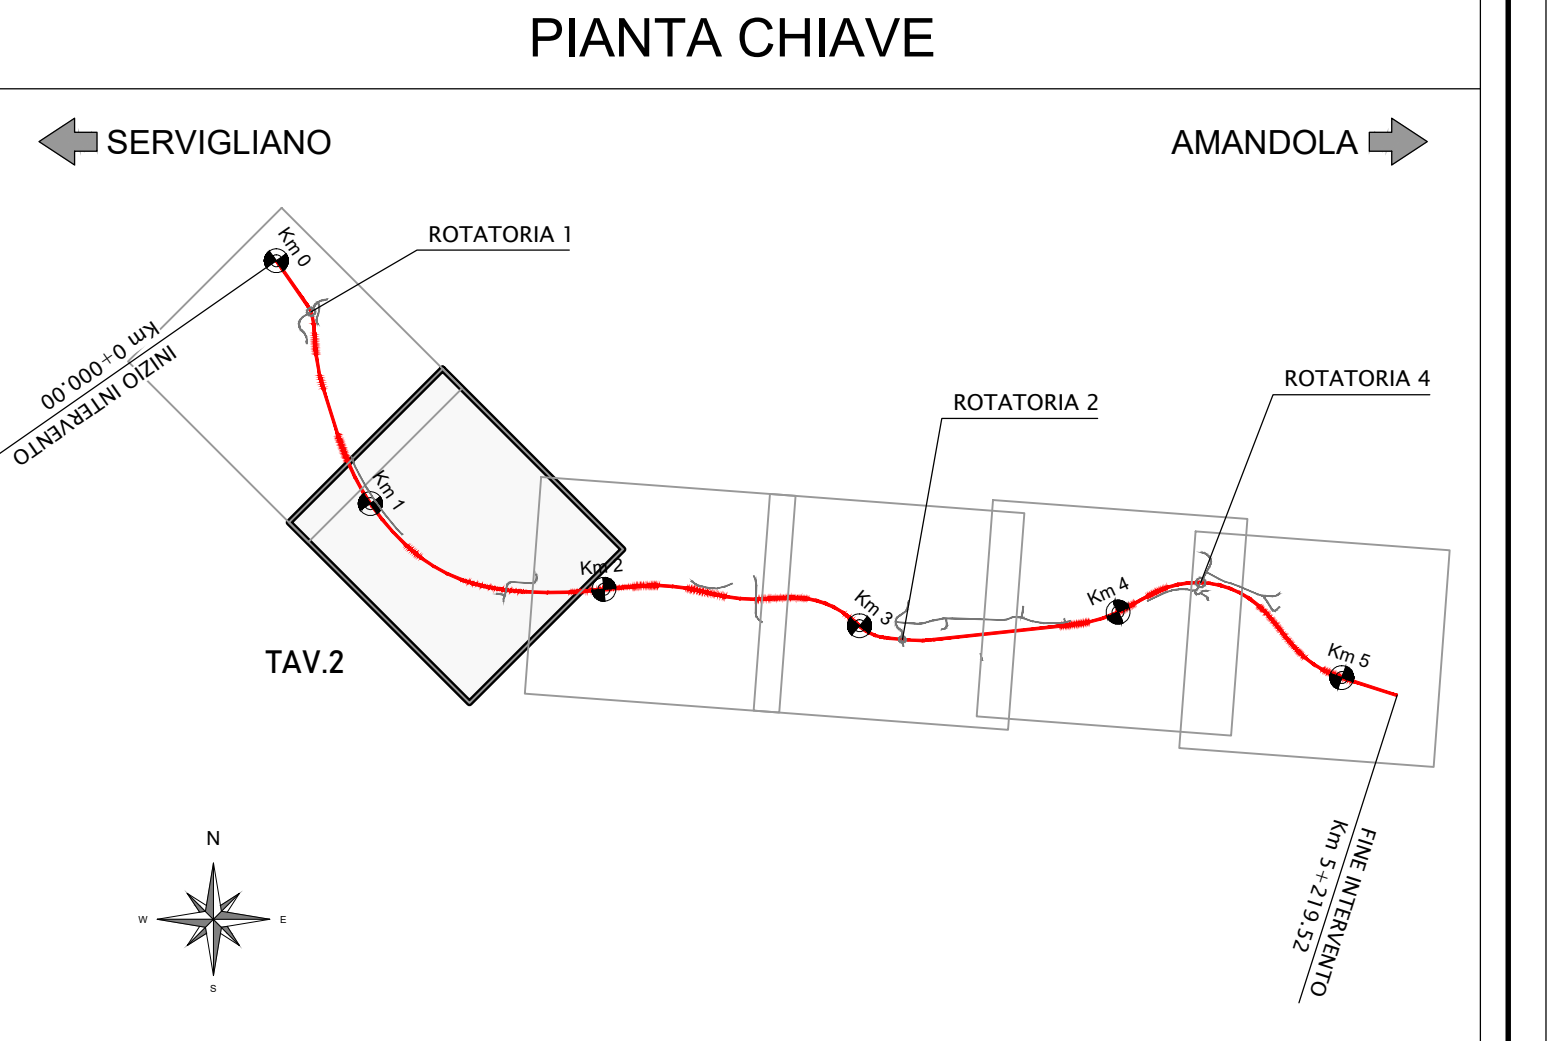 PIANTA CHIAVE
SERVIGLIANO
AMANDOLA
Km 0
ROTATORIA 1
Km 0+000.00
INIZIO INTERVENTO
ROTATORIA 4
ROTATORIA 2
Km 1
Km 2
Km 3
Km 4
Km 5
TAV.2
FINE INTERVENTO
Km 5+219.52
N
W
E
S